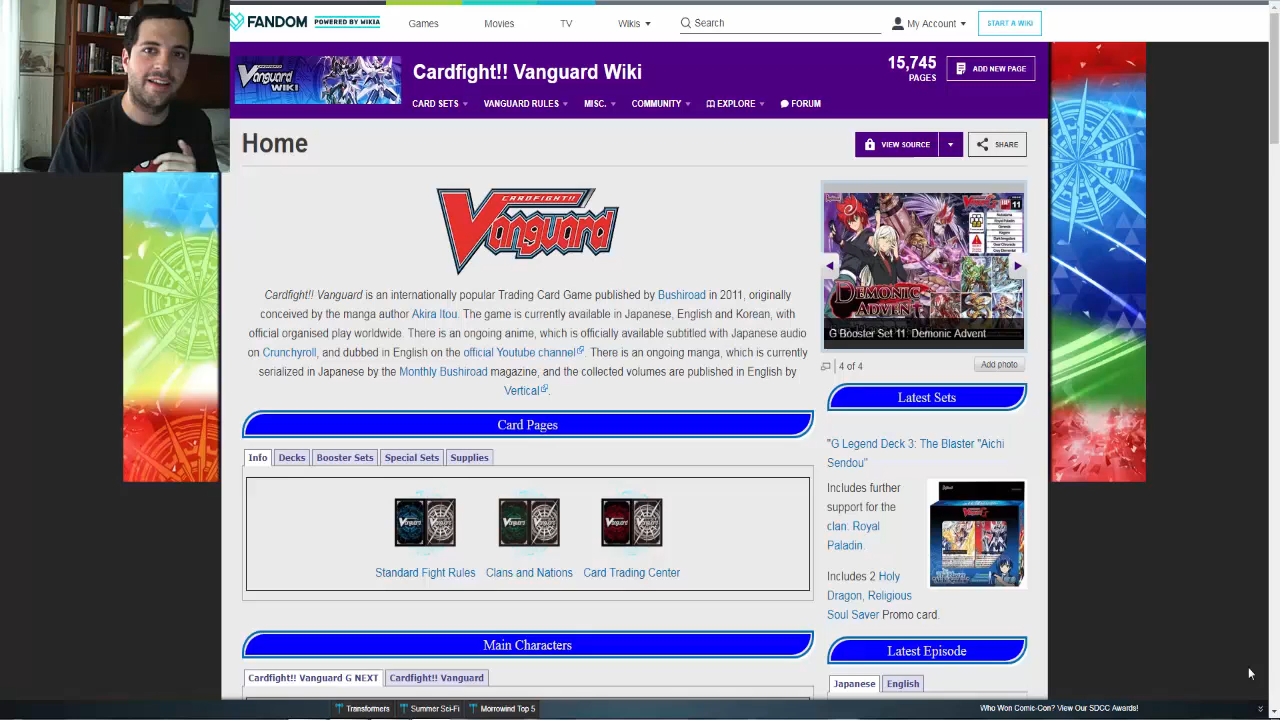 FANDOM POWERED BY WIKIA Games Movies TV Wikis Search My Account START A WIKI
Vanguard WIKI
Cardfight!! Vanguard Wiki
15,745 PAGES
ADD NEW PAGE
CARD SETS VANGUARD RULES MISC. COMMUNITY EXPLORE FORUM
Home
VIEW SOURCE SHARE
CARDFIGHT!!
Vanguard
Cardfight!! Vanguard is an internationally popular Trading Card Game published by Bushiroad in 2011, originally
conceived by the manga author Akira Itou. The game is currently available in Japanese, English and Korean, with
official organised play worldwide. There is an ongoing anime, which is officially available subtitled with Japanese audio
on Crunchyroll, and dubbed in English on the official Youtube channel. There is an ongoing manga, which is currently
serialized in Japanese by the Monthly Bushiroad magazine, and the collected volumes are published in English by
Vertical.
Card Pages
Info Decks Booster Sets Special Sets Supplies
Standard Fight Rules Clans and Nations Card Trading Center
Main Characters
Cardfight!! Vanguard G NEXT Cardfight!! Vanguard
11
DEMONIC
ADVENT
G Booster Set 11: Demonic Advent
4 of 4 Add photo
Latest Sets
"G Legend Deck 3: The Blaster "Aichi
Sendou"
Includes further
support for the
clan: Royal
Paladin.
Includes 2 Holy
Dragon, Religious
Soul Saver Promo card.
Latest Episode
Japanese English
Transformers Summer Sci-Fi Morrowind Top 5 Who Won Comic-Con? View Our SDCC Awards!